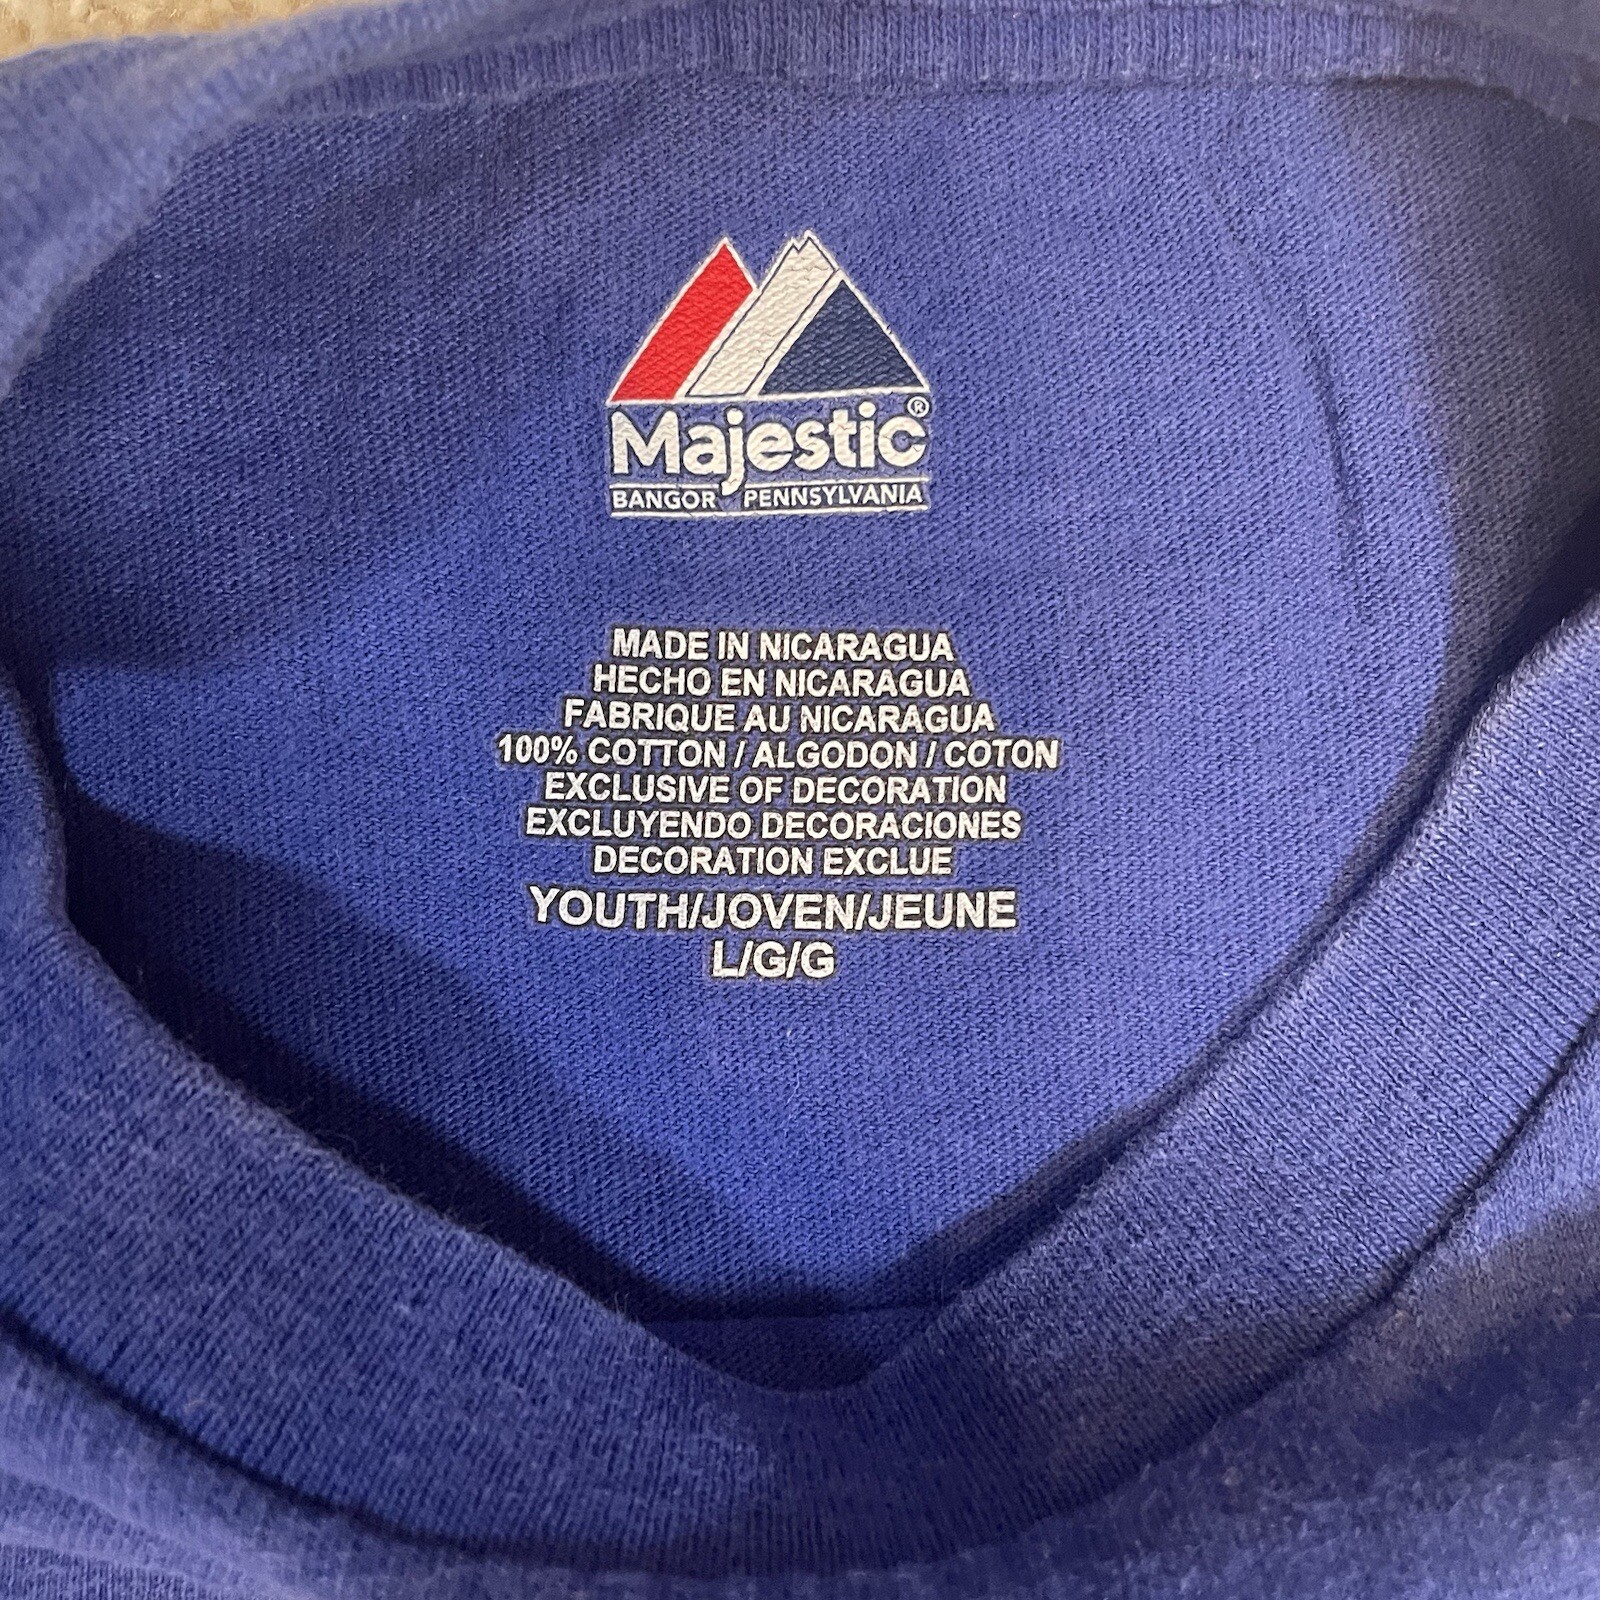 Majestic®
BANGOR PENNSYLVANIA
MADE IN NICARAGUA
HECHO EN NICARAGUA
FABRIQUE AU NICARAGUA
100% COTTON / ALGODON / COTON
EXCLUSIVE OF DECORATION
EXCLUYENDO DECORACIONES
DECORATION EXCLUE
YOUTH/JOVEN/JEUNE
L/G/G